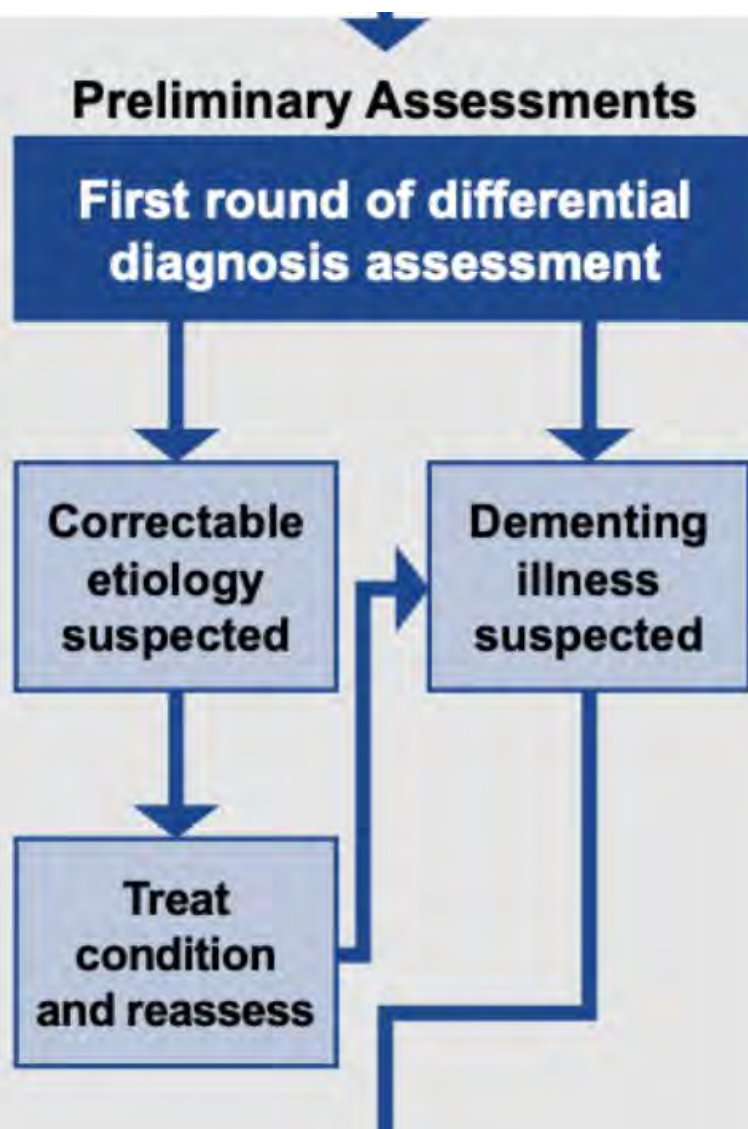 Preliminary Assessments
First round of differential
diagnosis assessment
Correctable
etiology
suspected
Dementing
illness
suspected
Treat
condition
and reassess